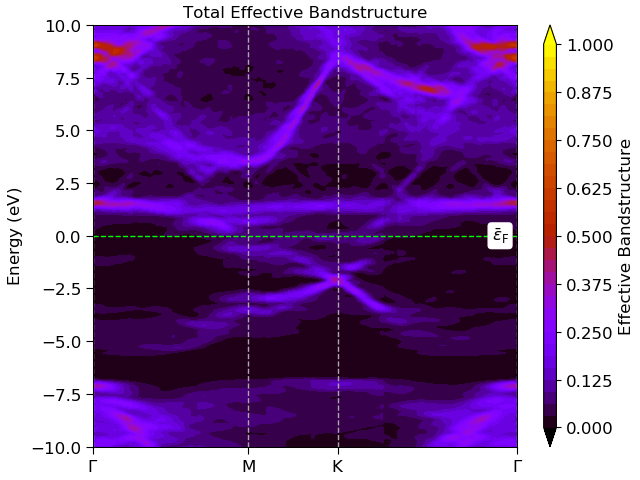 Total Effective Bandstructure
10.0
7.5
5.0
2.5
0.0
−2.5
−5.0
−7.5
−10.0
Energy (eV)
Γ
M
K
Γ
ε̄F
1.000
0.875
0.750
0.625
0.500
0.375
0.250
0.125
0.000
Effective Bandstructure